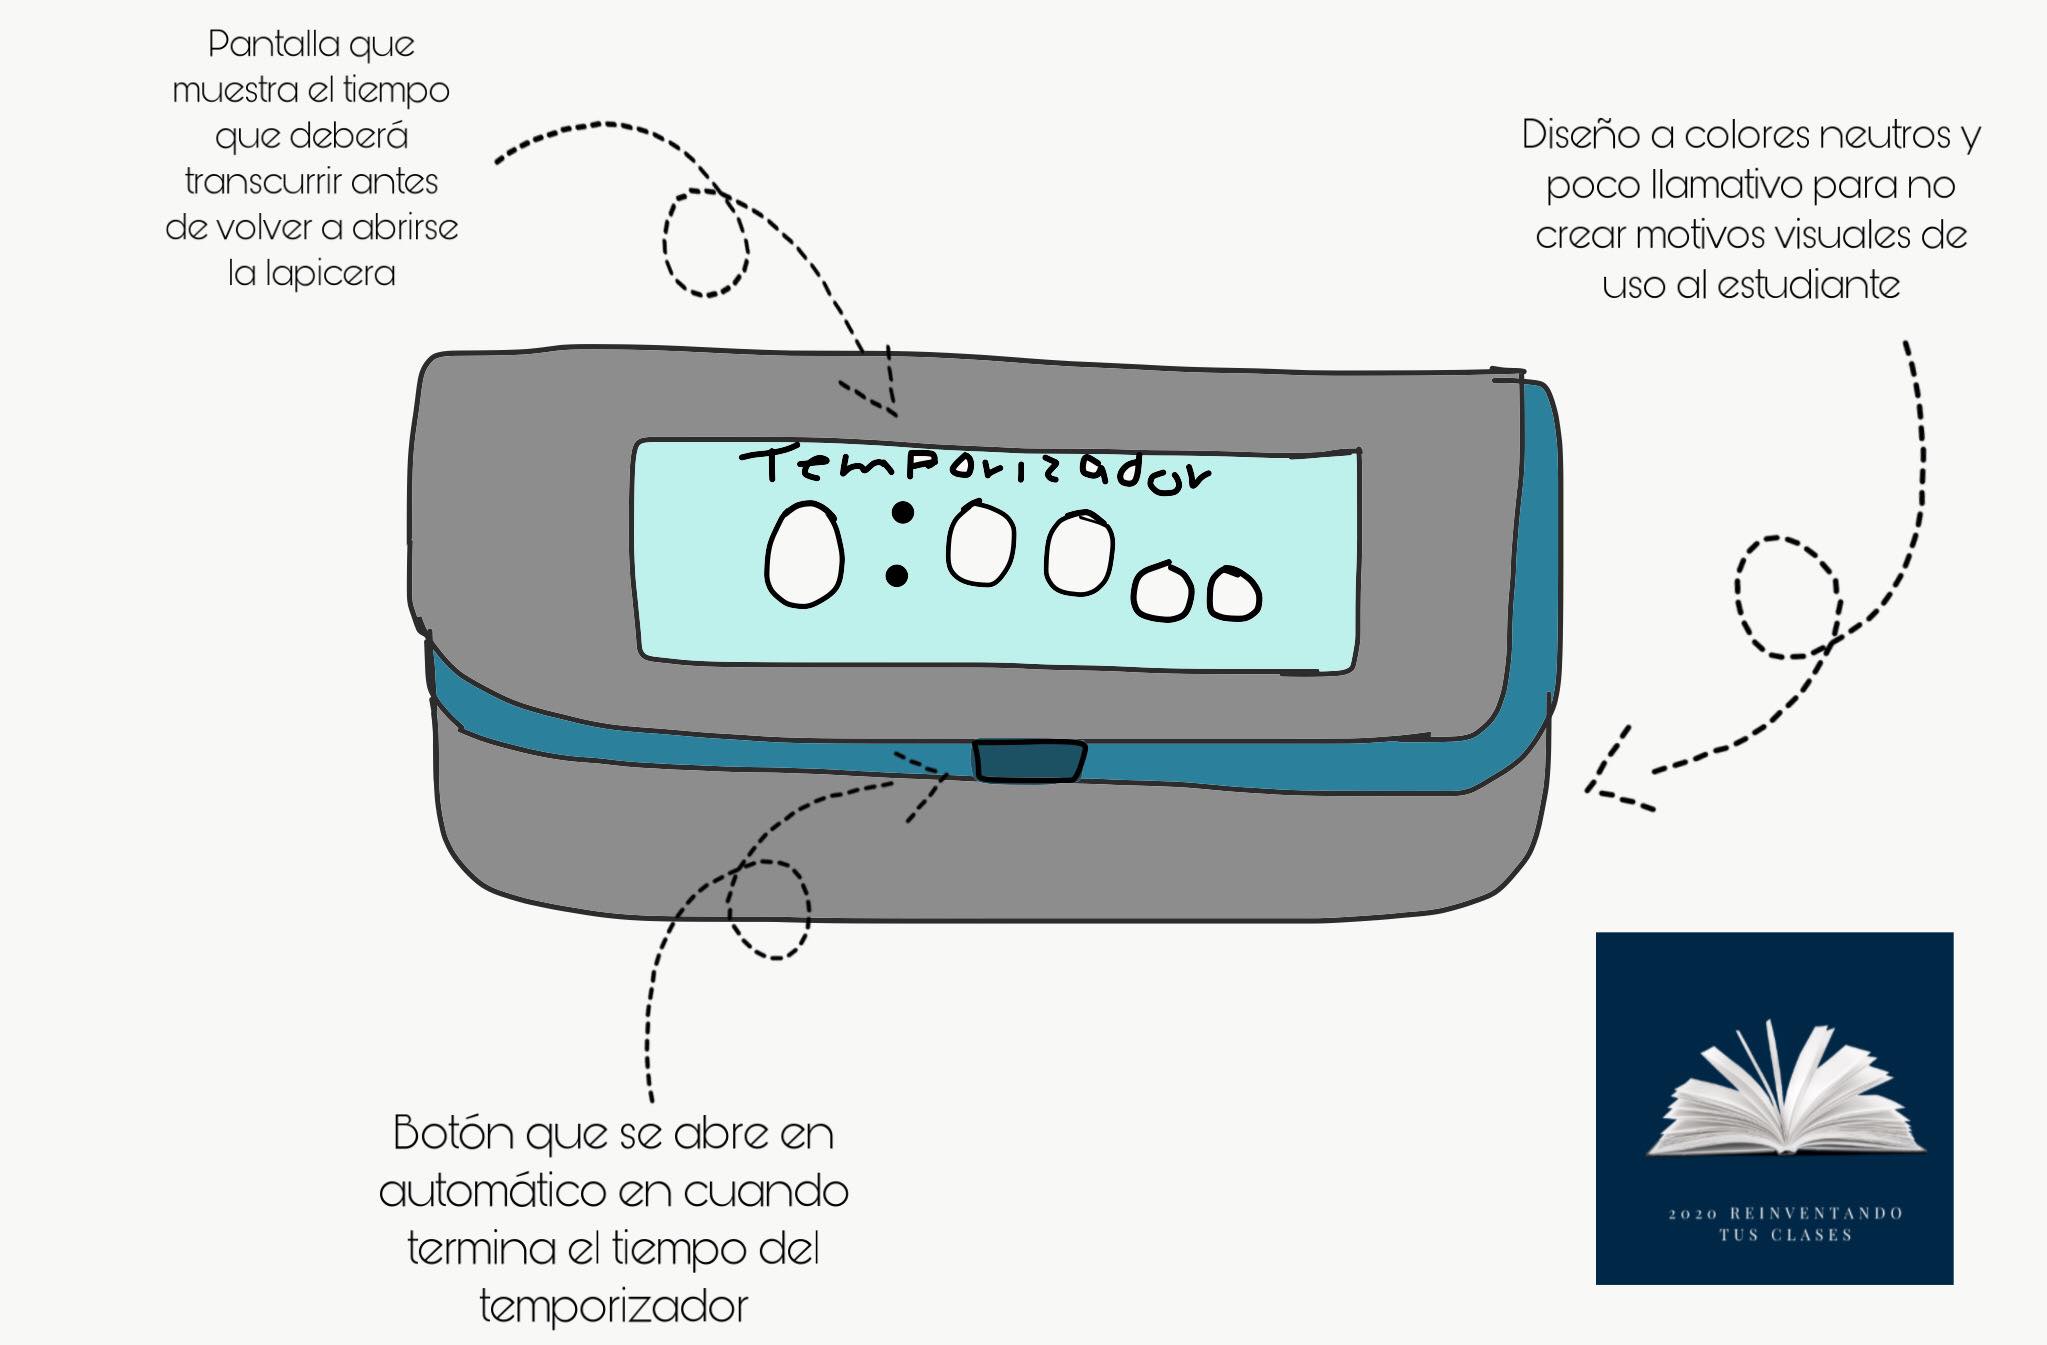 Pantalla que
muestra el tiempo
que deberá
transcurrir antes
de volver a abrirse
la lapicera
Diseño a colores neutros y
poco llamativo para no
crear motivos visuales de
uso al estudiante
Temporizador
0:00 00
Botón que se abre en
automático en cuando
termina el tiempo del
temporizador
2020 REINVENTANDO
TUS CLASES